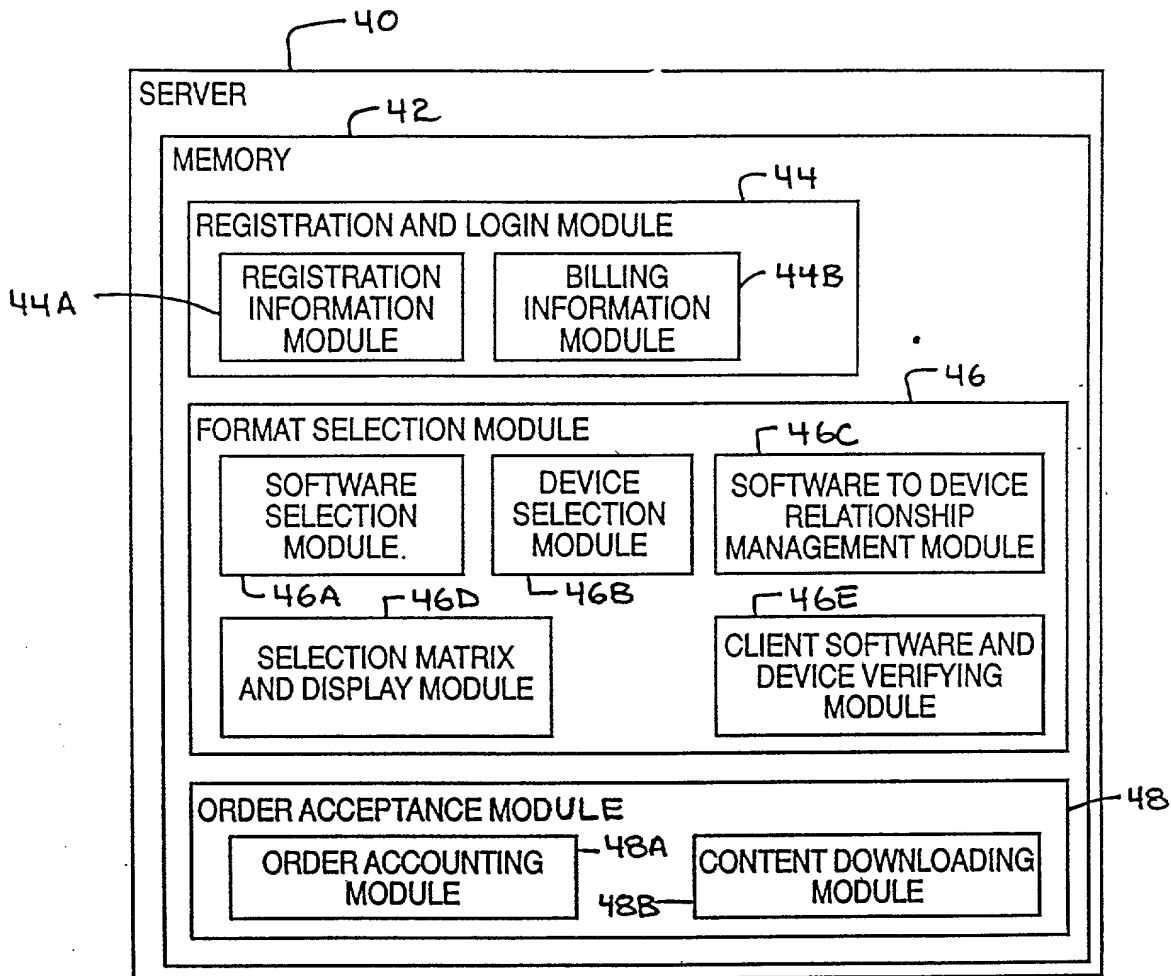 40
SERVER
42
MEMORY
44
REGISTRATION AND LOGIN MODULE
44A
REGISTRATION
INFORMATION
MODULE
BILLING
INFORMATION
MODULE
44B
46
FORMAT SELECTION MODULE
SOFTWARE
SELECTION
MODULE.
46A
DEVICE
SELECTION
MODULE
46B
46C
SOFTWARE TO DEVICE
RELATIONSHIP
MANAGEMENT MODULE
46D
SELECTION MATRIX
AND DISPLAY MODULE
46E
CLIENT SOFTWARE AND
DEVICE VERIFYING
MODULE
48
ORDER ACCEPTANCE MODULE
ORDER ACCOUNTING
MODULE
48A
CONTENT DOWNLOADING
MODULE
48B